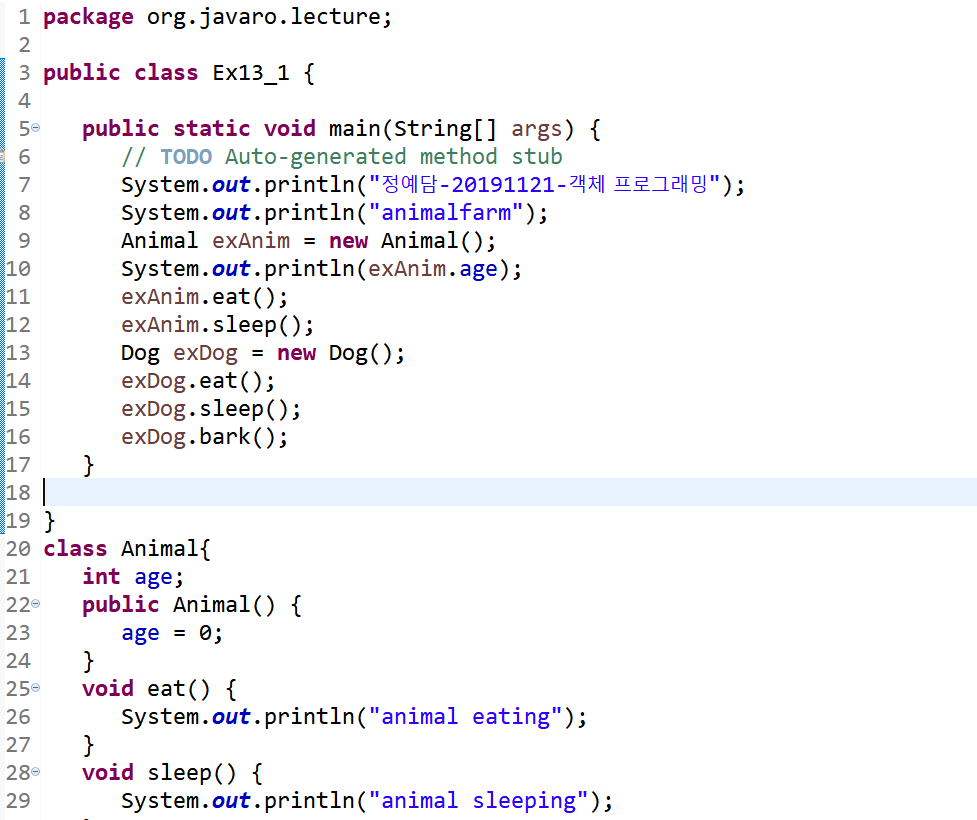 1 package org.javaro.lecture;
2
3 public class Ex13_1 {
4
5 public static void main(String[] args) {
6 // TODO Auto-generated method stub
7 System.out.println("정예담-20191121-객체 프로그래밍");
8 System.out.println("animalfarm");
9 Animal exAnim = new Animal();
10 System.out.println(exAnim.age);
11 exAnim.eat();
12 exAnim.sleep();
13 Dog exDog = new Dog();
14 exDog.eat();
15 exDog.sleep();
16 exDog.bark();
17 }
18
19 }
20 class Animal{
21 int age;
22 public Animal() {
23 age = 0;
24 }
25 void eat() {
26 System.out.println("animal eating");
27 }
28 void sleep() {
29 System.out.println("animal sleeping");